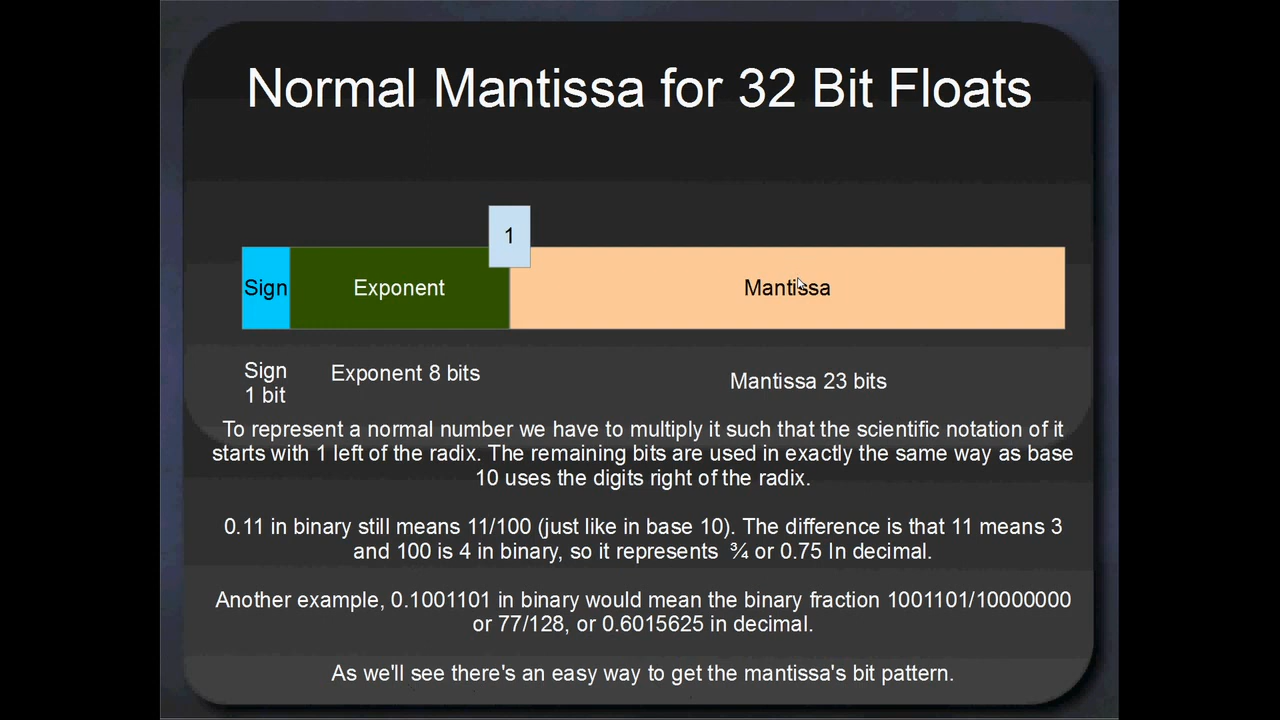 Normal Mantissa for 32 Bit Floats
1
Sign
Exponent
Mantissa
Sign
1 bit
Exponent 8 bits
Mantissa 23 bits
To represent a normal number we have to multiply it such that the scientific notation of it
starts with 1 left of the radix. The remaining bits are used in exactly the same way as base
10 uses the digits right of the radix.
0.11 in binary still means 11/100 (just like in base 10). The difference is that 11 means 3
and 100 is 4 in binary, so it represents ¾ or 0.75 In decimal.
Another example, 0.1001101 in binary would mean the binary fraction 1001101/10000000
or 77/128, or 0.6015625 in decimal.
As we'll see there's an easy way to get the mantissa's bit pattern.